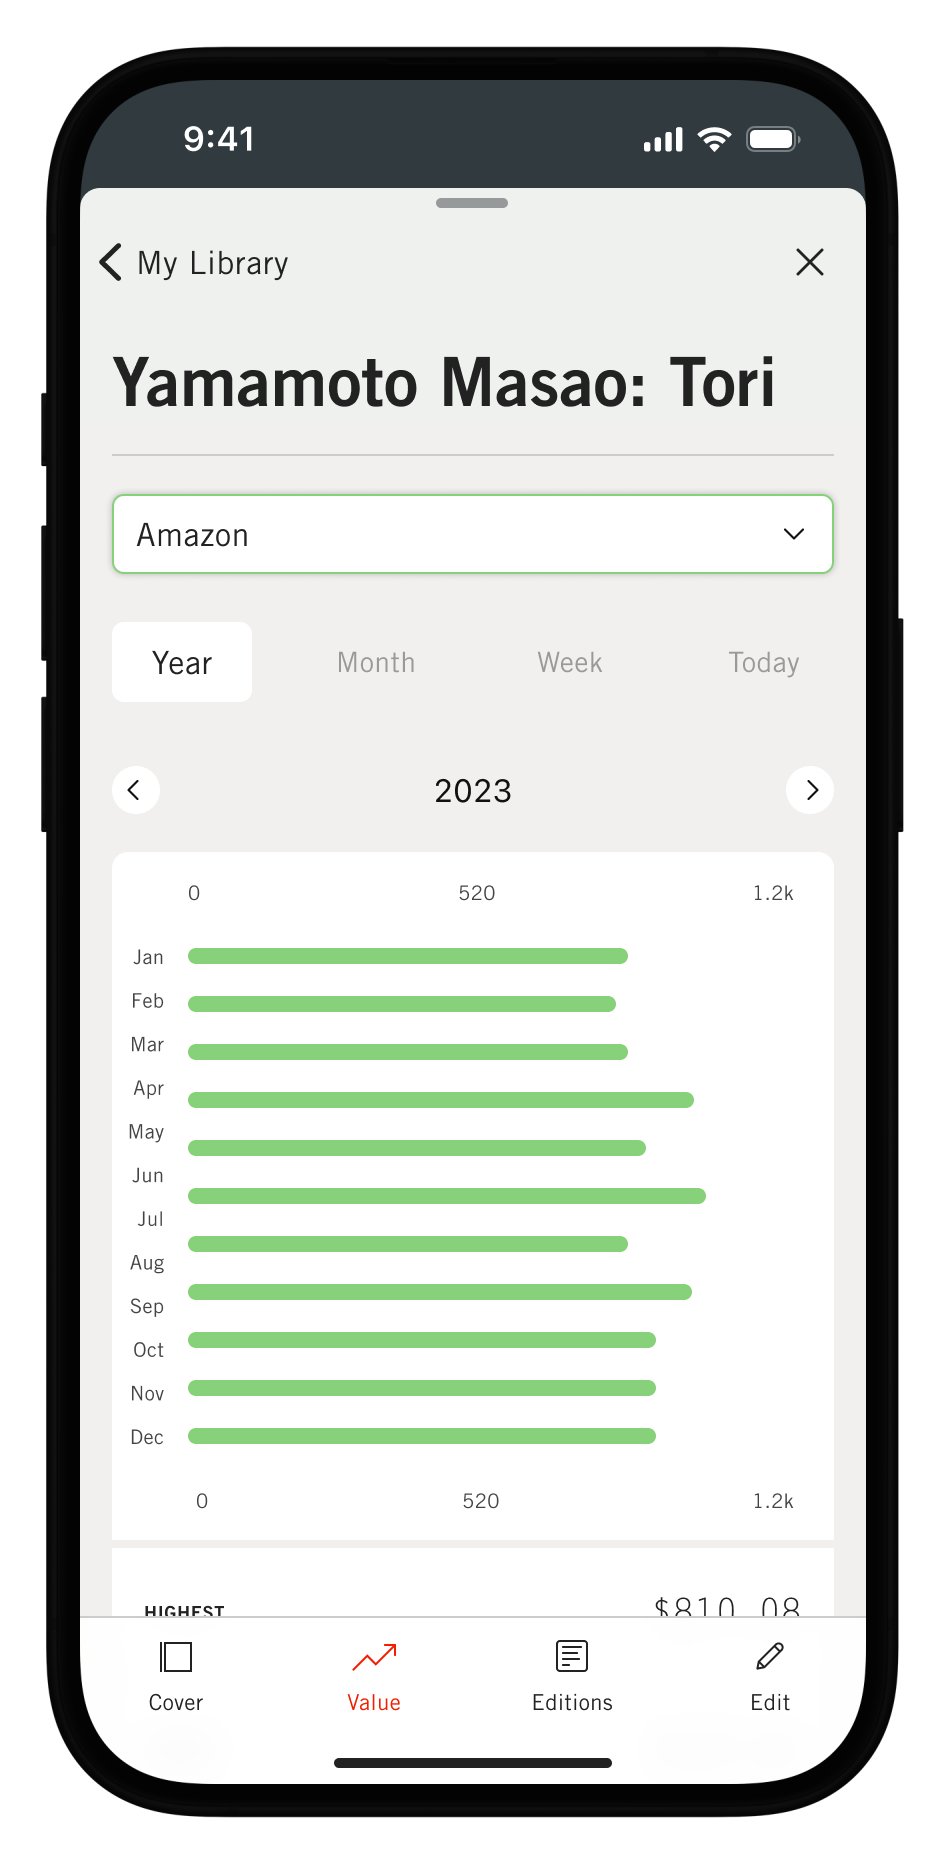 9:41
My Library
Yamamoto Masao: Tori
Amazon
Year Month Week Today
2023
0 520 1.2k
Jan
Feb
Mar
Apr
May
Jun
Jul
Aug
Sep
Oct
Nov
Dec
0 520 1.2k
HIGHEST $810.08
Cover Value Editions Edit